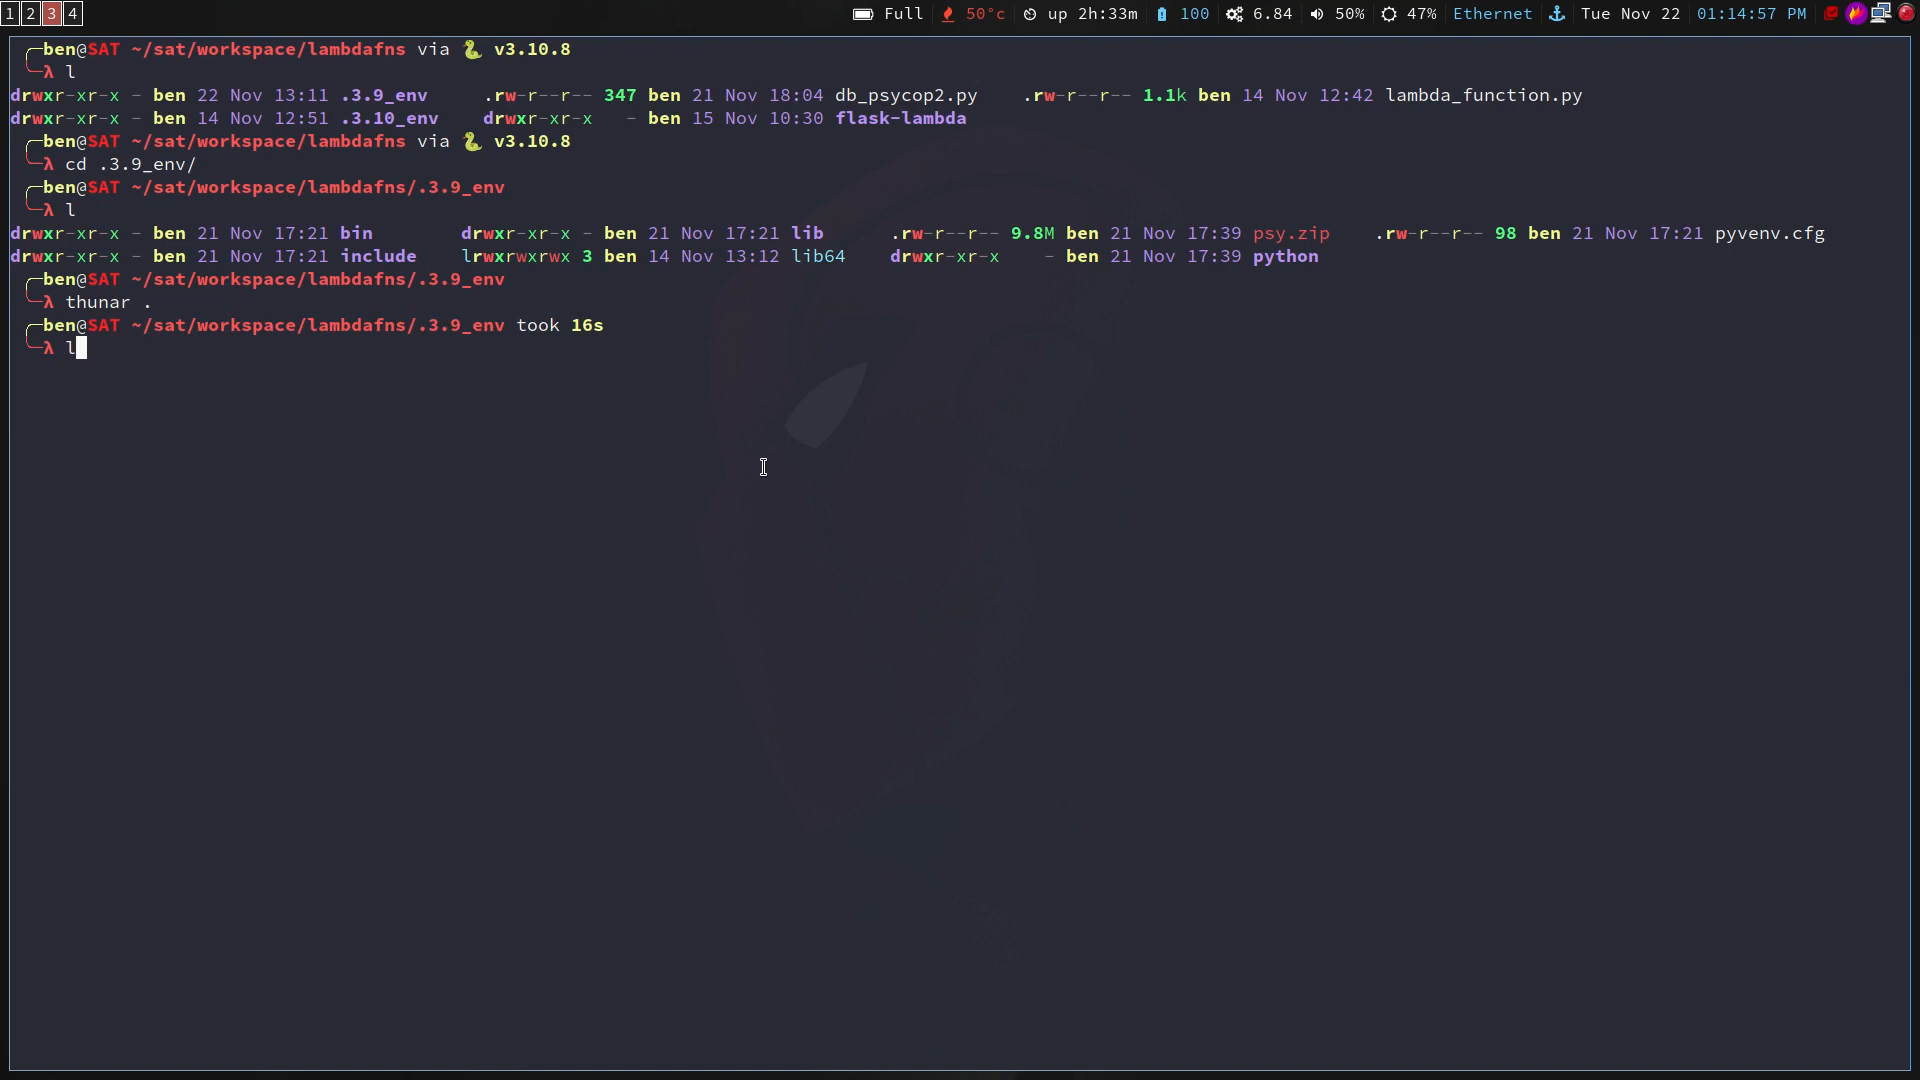 1 2 3 4 Full 50°c up 2h:33m 100 6.84 50% 47% Ethernet Tue Nov 22 01:14:57 PM
ben@SAT ~/sat/workspace/lambdafns via 🐍 v3.10.8
λ l
drwxr-xr-x - ben 22 Nov 13:11 .3.9_env .rw-r--r-- 347 ben 21 Nov 18:04 db_psycop2.py .rw-r--r-- 1.1k ben 14 Nov 12:42 lambda_function.py
drwxr-xr-x - ben 14 Nov 12:51 .3.10_env drwxr-xr-x - ben 15 Nov 10:30 flask-lambda
ben@SAT ~/sat/workspace/lambdafns via 🐍 v3.10.8
λ cd .3.9_env/
ben@SAT ~/sat/workspace/lambdafns/.3.9_env
λ l
drwxr-xr-x - ben 21 Nov 17:21 bin drwxr-xr-x - ben 21 Nov 17:21 lib .rw-r--r-- 9.8M ben 21 Nov 17:39 psy.zip .rw-r--r-- 98 ben 21 Nov 17:21 pyvenv.cfg
drwxr-xr-x - ben 21 Nov 17:21 include lrwxrwxrwx 3 ben 14 Nov 13:12 lib64 drwxr-xr-x - ben 21 Nov 17:39 python
ben@SAT ~/sat/workspace/lambdafns/.3.9_env
λ thunar .
ben@SAT ~/sat/workspace/lambdafns/.3.9_env took 16s
λ l